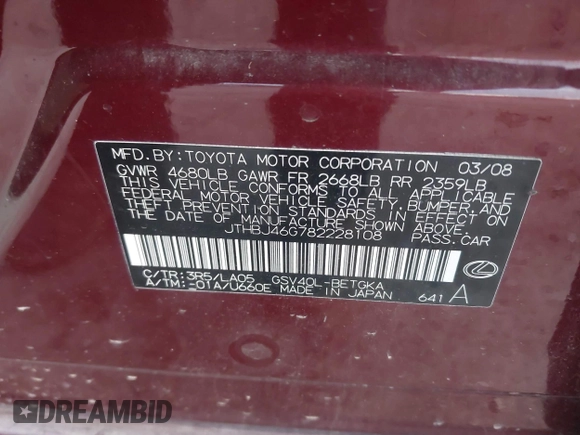 MFD.BY:TOYOTA MOTOR CORPORATION 03/08
GVWR 4680LB GAWR FR 2668LB RR 2359LB
THIS VEHICLE CONFORMS TO ALL APPLICABLE
FEDERAL MOTOR VEHICLE SAFETY, BUMPER, AND
THEFT PREVENTION STANDARDS IN EFFECT ON
THE DATE OF MANUFACTURE SHOWN ABOVE.
JTHBJ46G782228108 PASS.CAR
C/TR:3R5/LA05 GSV40L-BETGKA
A/TM:-01A/U660E MADE IN JAPAN 641 A
DREAMBID